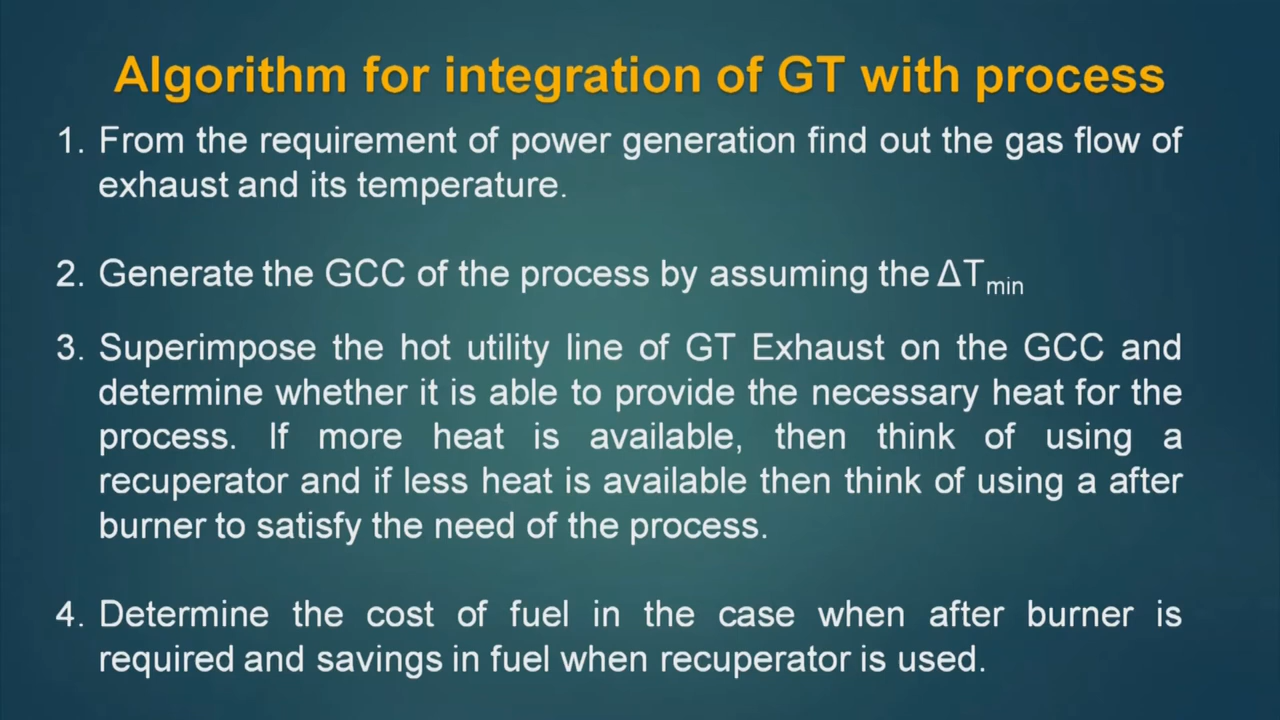 Algorithm for integration of GT with process
1. From the requirement of power generation find out the gas flow of
exhaust and its temperature.
2. Generate the GCC of the process by assuming the ΔTmin
3. Superimpose the hot utility line of GT Exhaust on the GCC and
determine whether it is able to provide the necessary heat for the
process. If more heat is available, then think of using a
recuperator and if less heat is available then think of using a after
burner to satisfy the need of the process.
4. Determine the cost of fuel in the case when after burner is
required and savings in fuel when recuperator is used.